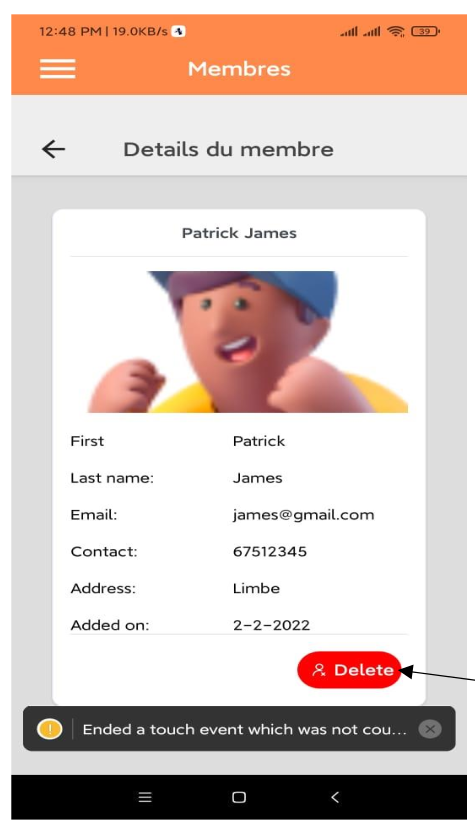 12:48 PM | 19.0KB/s 39
Membres
Details du membre
Patrick James
First Patrick
Last name: James
Email: james@gmail.com
Contact: 67512345
Address: Limbe
Added on: 2-2-2022
Delete
Ended a touch event which was not cou...